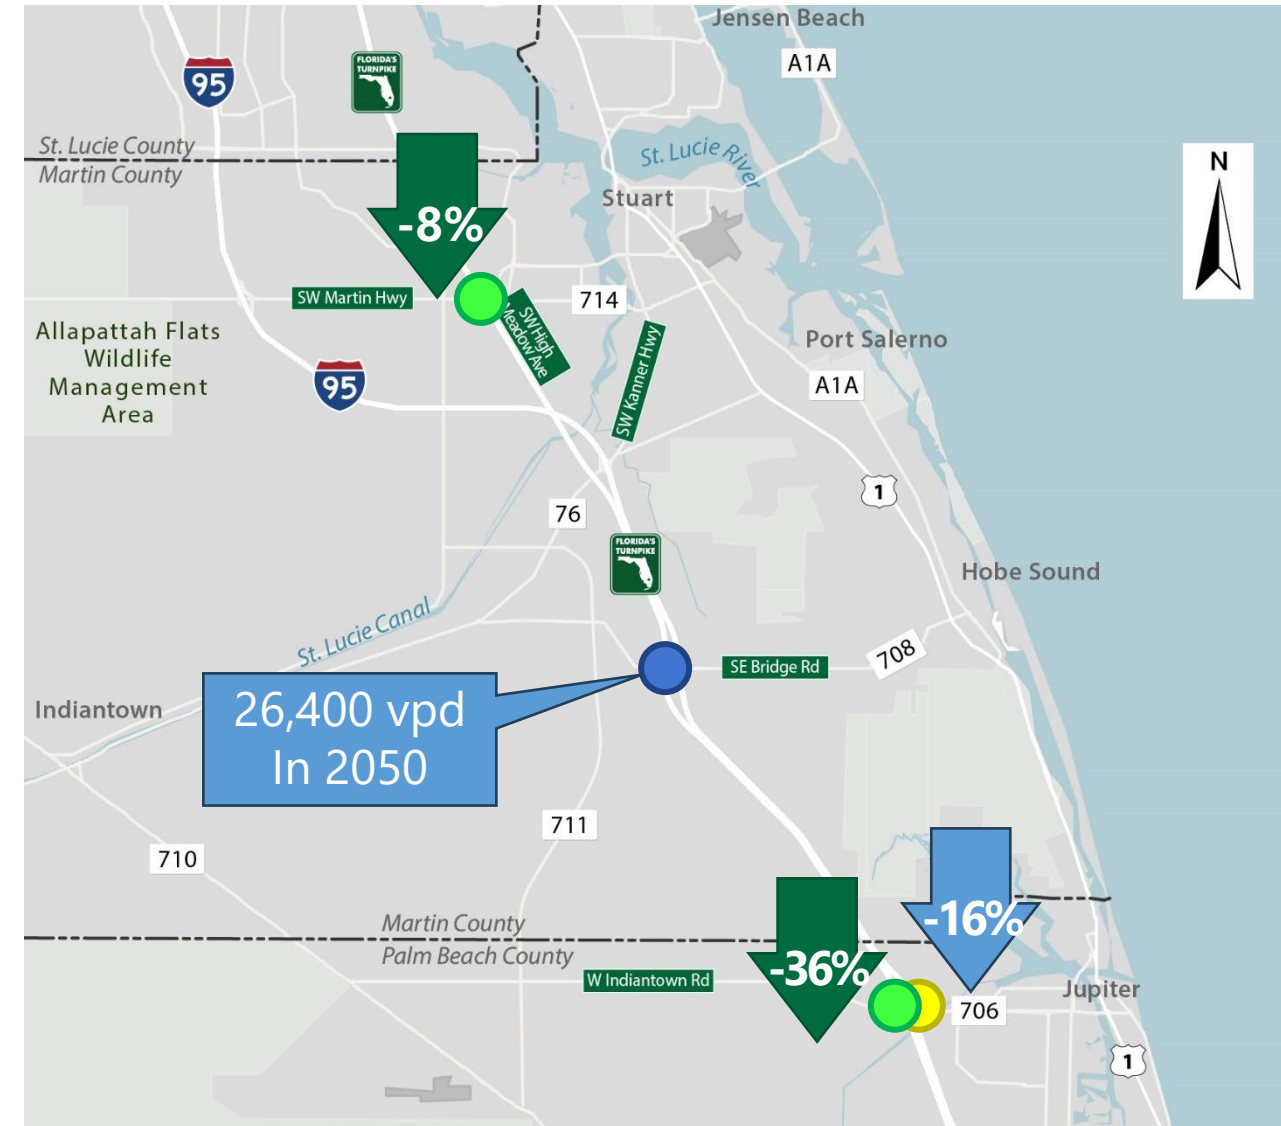 Jensen Beach
A1A
FLORIDA'S
TURNPIKE
95
St. Lucie County
Martin County
St. Lucie River
N
Stuart
-8%
SW Martin Hwy
714
SW High
Meadow Ave
Allapattah Flats
Wildlife
Management
Area
Port Salerno
95
A1A
SW Kanner Hwy
1
76
FLORIDA'S
TURNPIKE
Hobe Sound
St. Lucie Canal
708
SE Bridge Rd
Indiantown
26,400 vpd
In 2050
711
710
Martin County
Palm Beach County
-16%
-36%
W Indiantown Rd
Jupiter
706
1